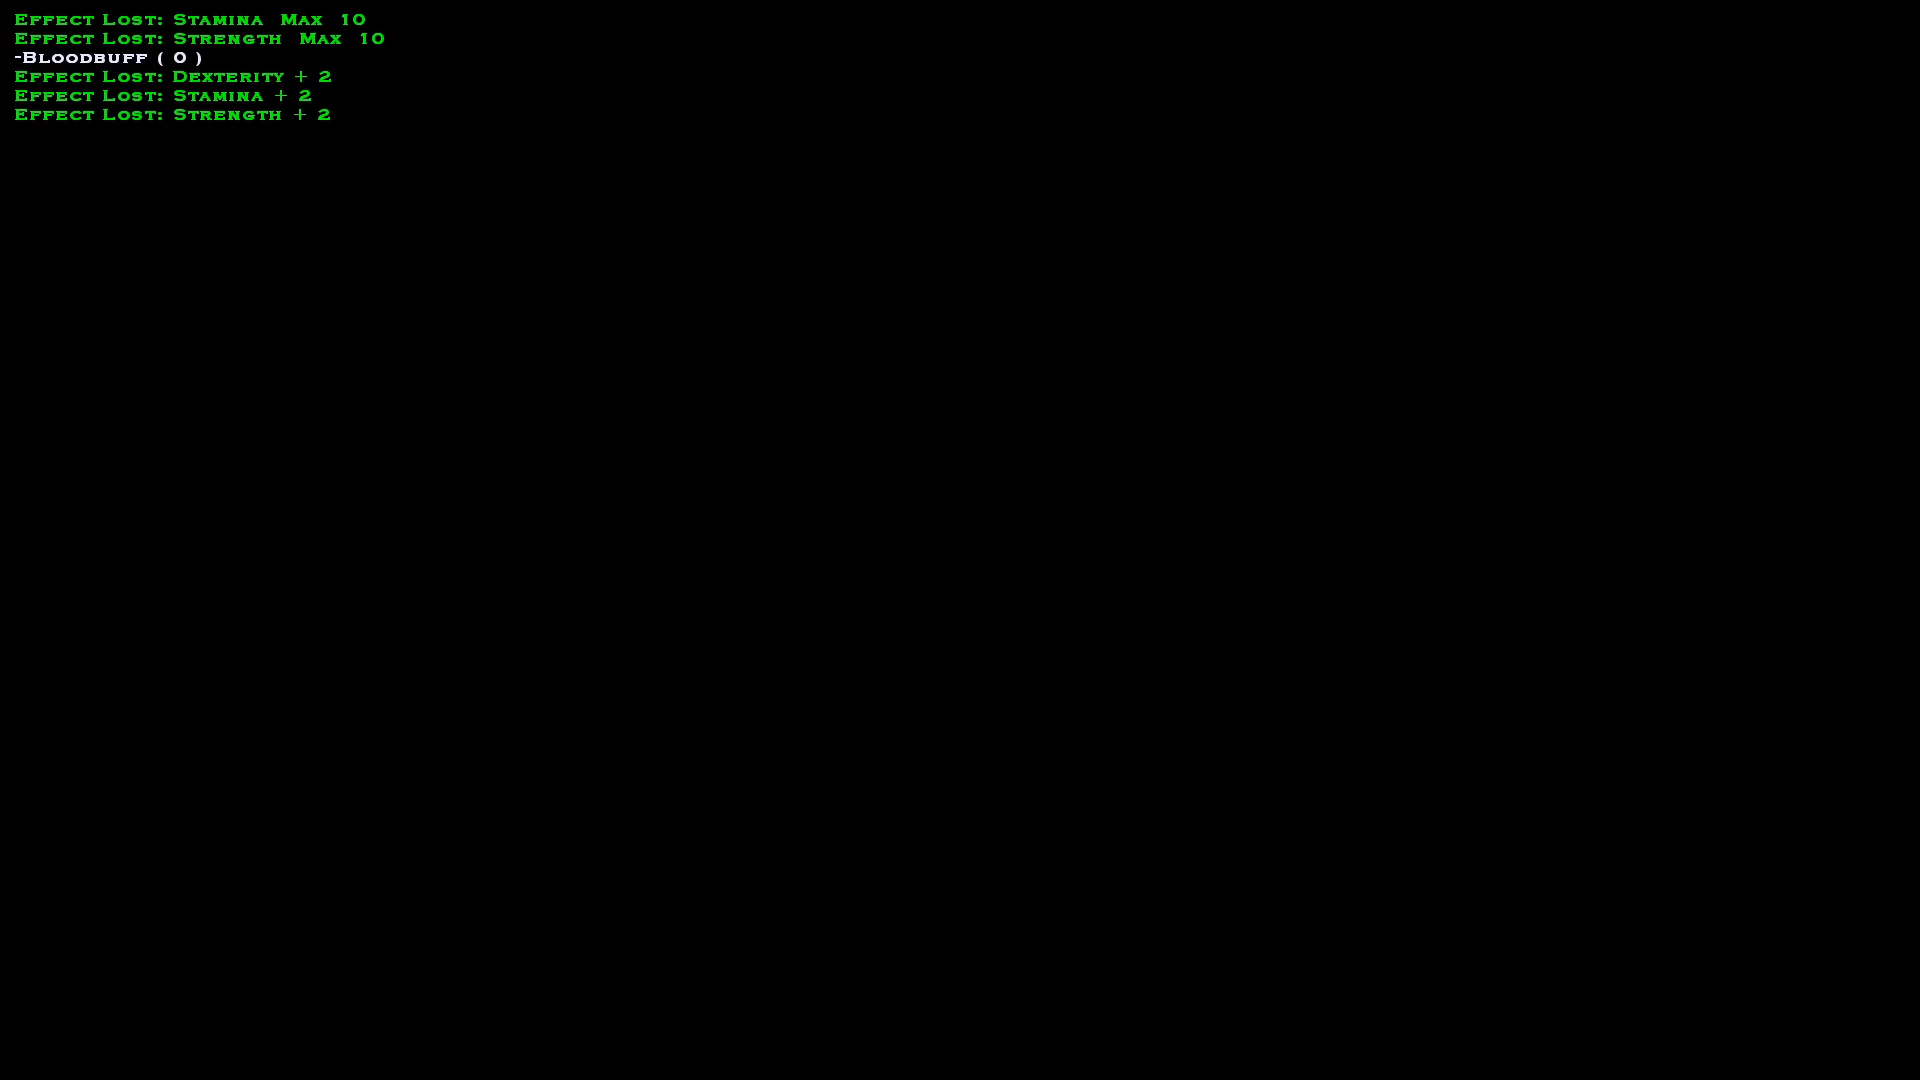 Effect Lost: Stamina  Max  10
Effect Lost: Strength  Max  10
-Bloodbuff ( 0 )
Effect Lost: Dexterity + 2
Effect Lost: Stamina + 2
Effect Lost: Strength + 2